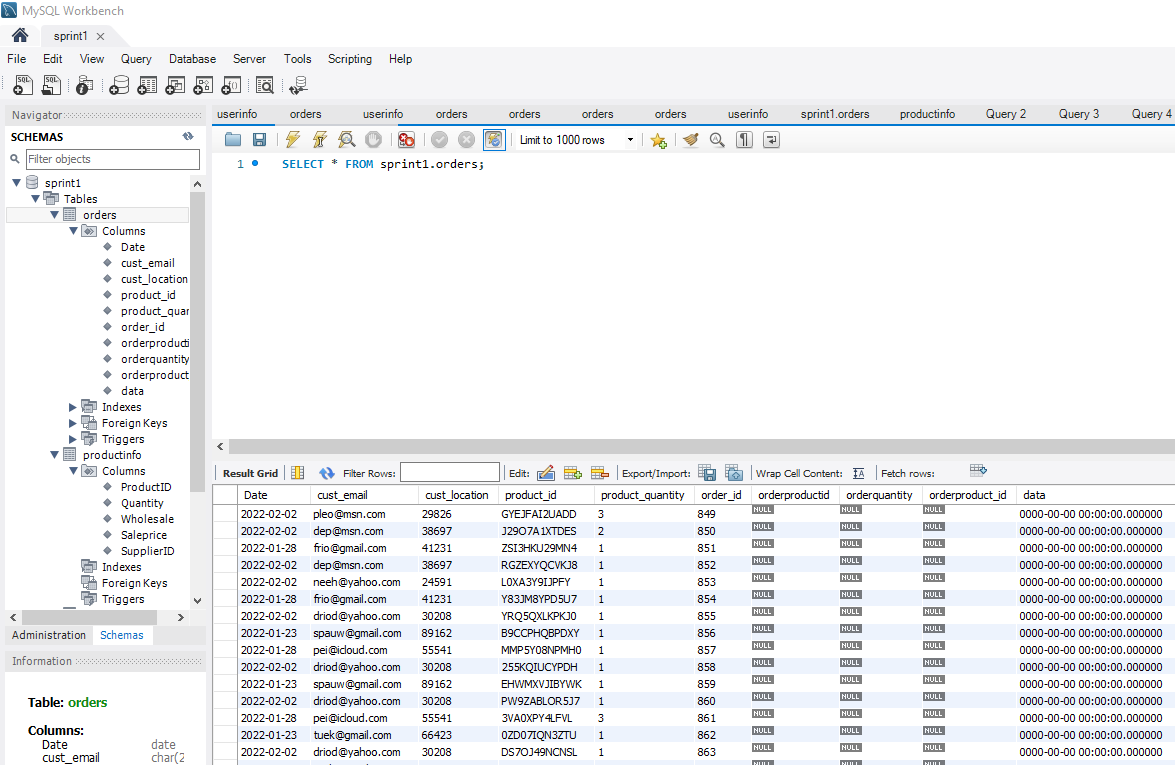 MySQL Workbench
sprint1
File Edit View Query Database Server Tools Scripting Help
Navigator
SCHEMAS
Filter objects
sprint1
Tables
orders
Columns
Date
cust_email
cust_location
product_id
product_quar
order_id
orderproducti
orderquantity
orderproduct
data
Indexes
Foreign Keys
Triggers
productinfo
Columns
ProductID
Quantity
Wholesale
Saleprice
SupplierID
Indexes
Foreign Keys
Triggers
Administration Schemas
Information
Table: orders
Columns:
Date date
cust_email char(2
userinfo orders userinfo orders orders orders orders userinfo sprint1.orders productinfo Query 2 Query 3 Query 4
Limit to 1000 rows
1 SELECT * FROM sprint1.orders;
Result Grid Filter Rows: Edit: Export/Import: Wrap Cell Content: Fetch rows:
Date cust_email cust_location product_id product_quantity order_id orderproductid orderquantity orderproduct_id data
2022-02-02 pleo@msn.com 29826 GYEJFAI2UADD 3 849 NULL NULL NULL 0000-00-00 00:00:00.000000
2022-02-02 dep@msn.com 38697 J29O7A1XTDES 2 850 NULL NULL NULL 0000-00-00 00:00:00.000000
2022-01-28 frio@gmail.com 41231 ZSI3HKU29MN4 1 851 NULL NULL NULL 0000-00-00 00:00:00.000000
2022-02-02 dep@msn.com 38697 RGZEXYQCVKJ8 1 852 NULL NULL NULL 0000-00-00 00:00:00.000000
2022-02-02 neeh@yahoo.com 24591 L0XA3Y9IJPFY 1 853 NULL NULL NULL 0000-00-00 00:00:00.000000
2022-01-28 frio@gmail.com 41231 Y83JM8YPD5U7 1 854 NULL NULL NULL 0000-00-00 00:00:00.000000
2022-02-02 driod@yahoo.com 30208 YRQ5QXLKPKJ0 1 855 NULL NULL NULL 0000-00-00 00:00:00.000000
2022-01-23 spauw@gmail.com 89162 B9CCPHQBPDXY 1 856 NULL NULL NULL 0000-00-00 00:00:00.000000
2022-01-28 pei@icloud.com 55541 MMP5Y08NPMH0 1 857 NULL NULL NULL 0000-00-00 00:00:00.000000
2022-02-02 driod@yahoo.com 30208 255KQIUCYPDH 1 858 NULL NULL NULL 0000-00-00 00:00:00.000000
2022-01-23 spauw@gmail.com 89162 EHWMXVJIBYWK 1 859 NULL NULL NULL 0000-00-00 00:00:00.000000
2022-02-02 driod@yahoo.com 30208 PW9ZABLOR5J7 1 860 NULL NULL NULL 0000-00-00 00:00:00.000000
2022-01-28 pei@icloud.com 55541 3VA0XPY4LFVL 3 861 NULL NULL NULL 0000-00-00 00:00:00.000000
2022-01-23 tuek@gmail.com 66423 0ZD07IQN3ZTU 1 862 NULL NULL NULL 0000-00-00 00:00:00.000000
2022-02-02 driod@yahoo.com 30208 DS7OJ49NCNSL 1 863 NULL NULL NULL 0000-00-00 00:00:00.000000